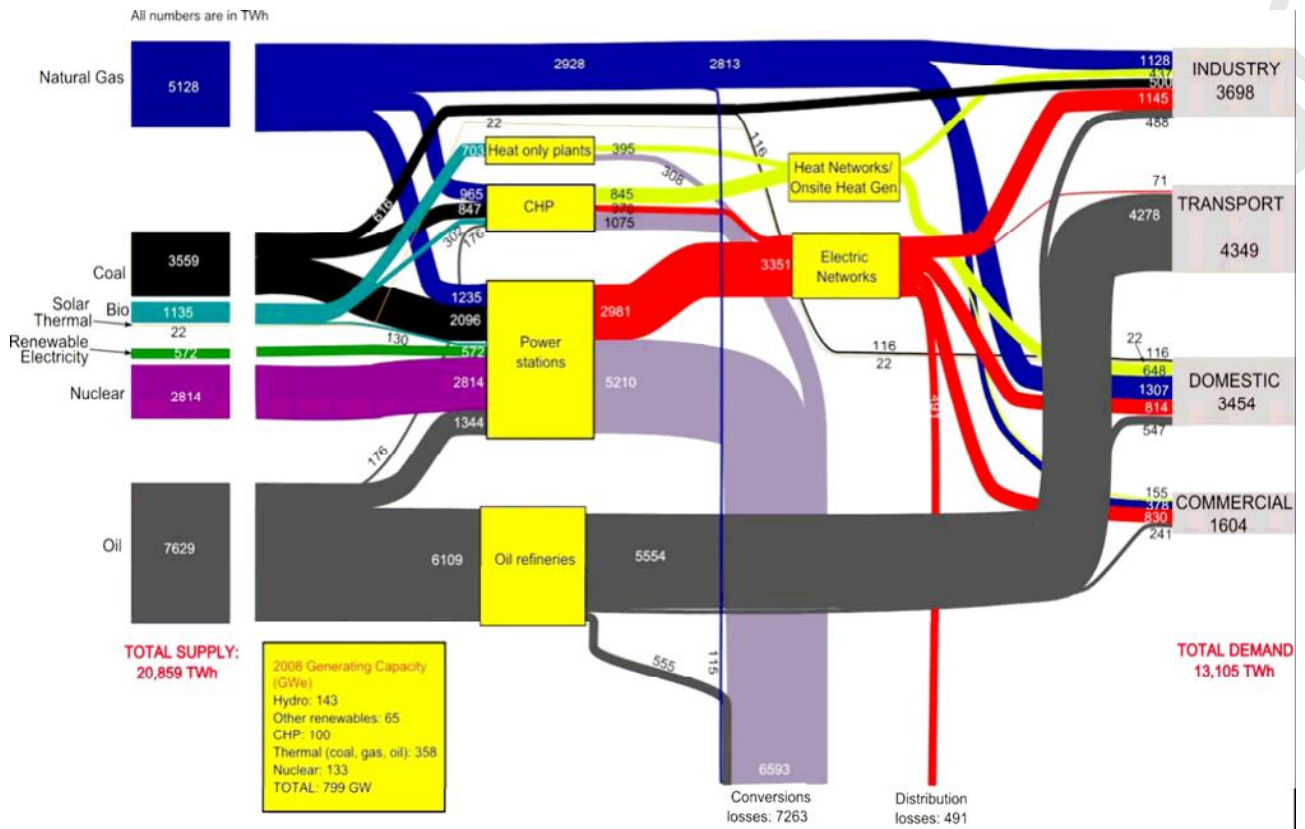 All numbers are in TWh
Natural Gas
5128
2928
2813
1128
437
500
1145
488
INDUSTRY
3698
22
703
Heat only plants
395
308
116
Heat Networks/
Onsite Heat Gen.
616
965
847
302
176
CHP
845
370
1075
71
4278
TRANSPORT
4349
Coal
3559
1235
2096
2981
3351
Electric
Networks
Solar
Thermal
Bio
1135
22
130
Renewable
Electricity
572
572
Power
stations
116
22
22
116
648
1307
814
547
DOMESTIC
3454
Nuclear
2814
2814
5210
1344
176
491
155
378
830
241
COMMERCIAL
1604
Oil
7629
6109
Oil refineries
5554
555
115
TOTAL SUPPLY:
20,859 TWh
2008 Generating Capacity
(GWe)
Hydro: 143
Other renewables: 65
CHP: 100
Thermal (coal, gas, oil): 358
Nuclear: 133
TOTAL: 799 GW
TOTAL DEMAND
13,105 TWh
6593
Conversions
losses: 7263
Distribution
losses: 491